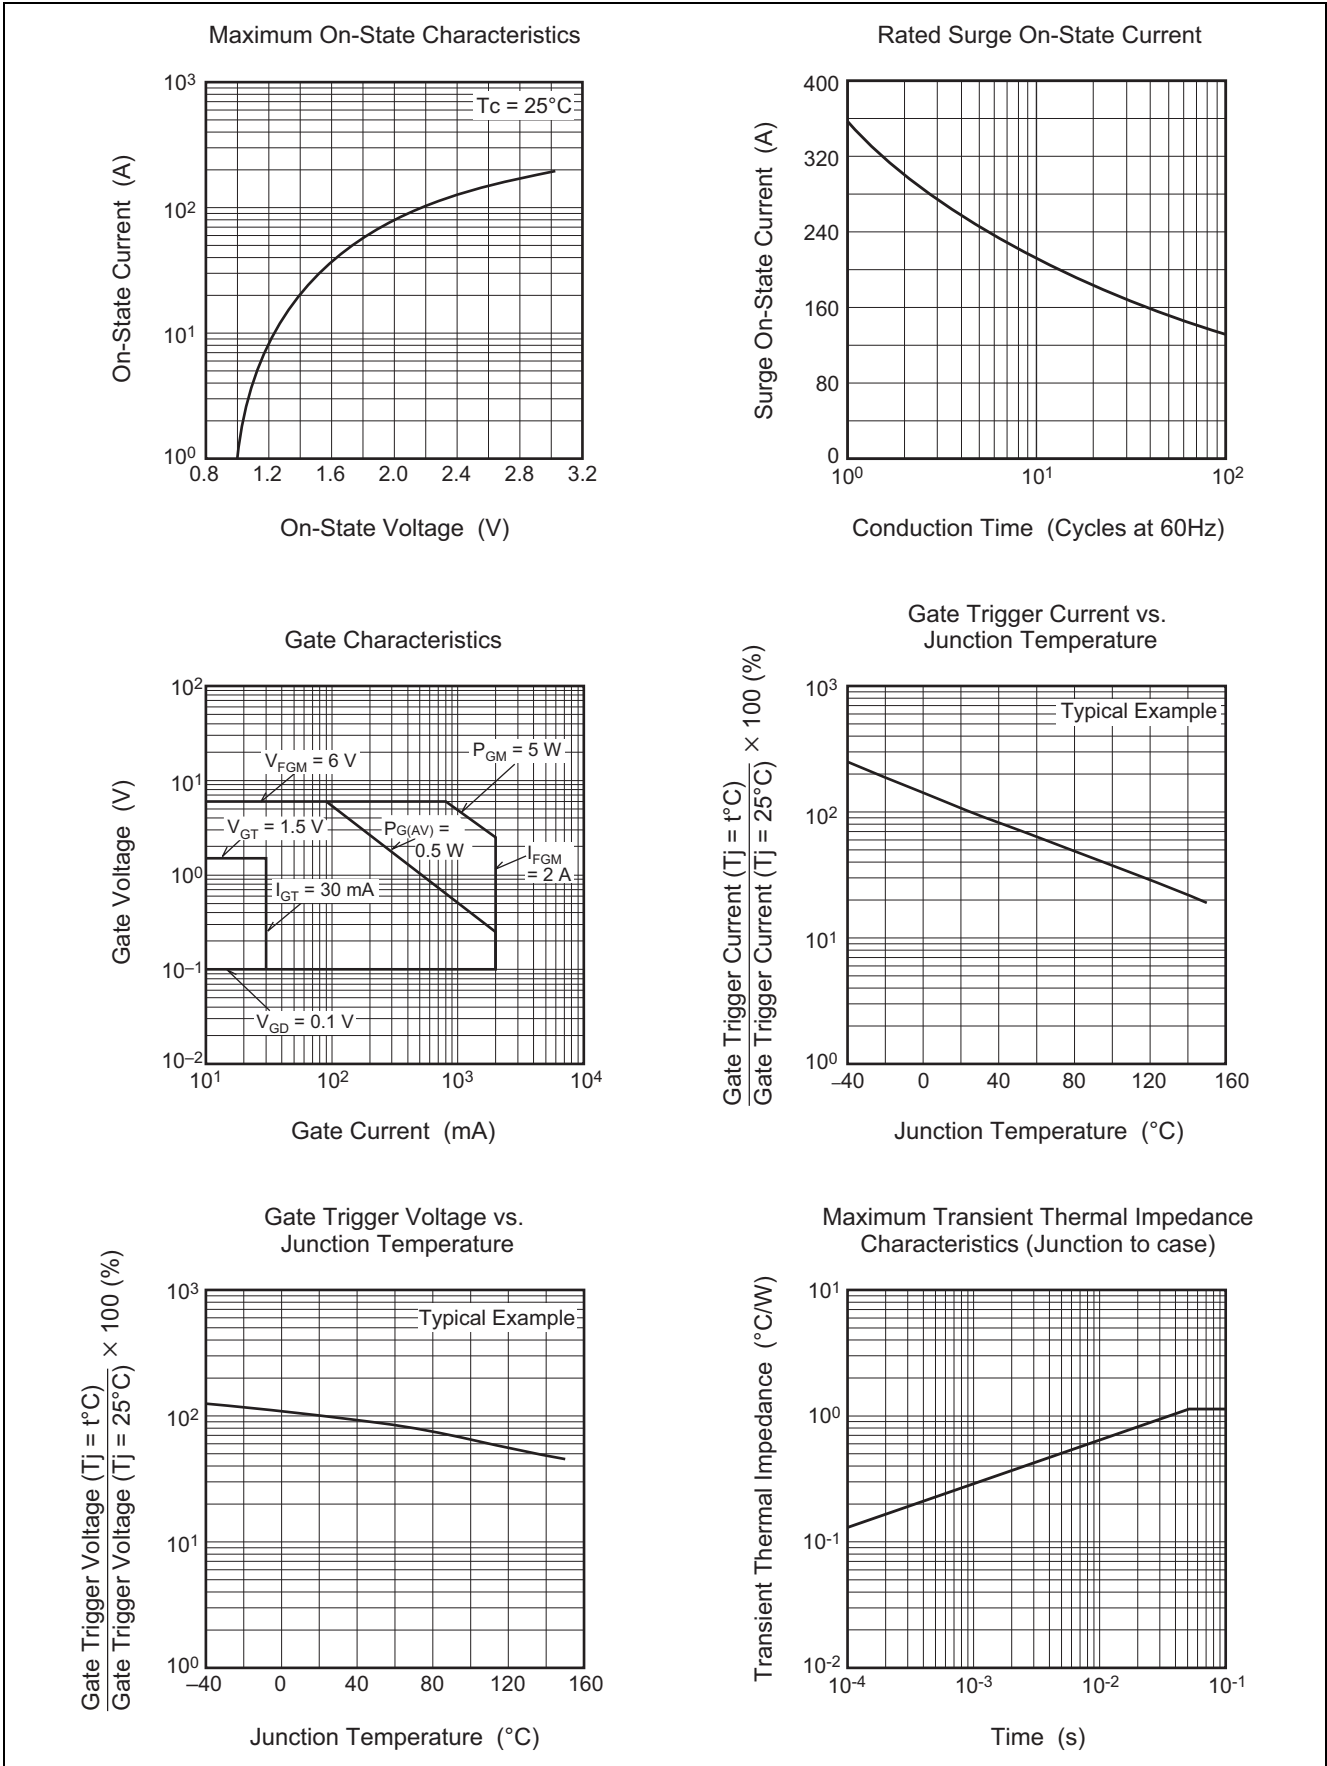 Maximum On-State Characteristics
10³
10²
10¹
10⁰
On-State Current (A)
Tc = 25°C
0.8 1.2 1.6 2.0 2.4 2.8 3.2
On-State Voltage (V)
Rated Surge On-State Current
400
320
240
160
80
0
Surge On-State Current (A)
10⁰ 10¹ 10²
Conduction Time (Cycles at 60Hz)
Gate Characteristics
10²
10¹
10⁰
10–¹
10–²
Gate Voltage (V)
V_FGM = 6 V
P_GM = 5 W
V_GT = 1.5 V
P_G(AV) =
0.5 W
I_FGM
= 2 A
I_GT = 30 mA
V_GD = 0.1 V
10¹ 10² 10³ 10⁴
Gate Current (mA)
Gate Trigger Current vs.
Junction Temperature
10³
10²
10¹
10⁰
Gate Trigger Current (Tj = t°C)
Gate Trigger Current (Tj = 25°C)
× 100 (%)
Typical Example
–40 0 40 80 120 160
Junction Temperature (°C)
Gate Trigger Voltage vs.
Junction Temperature
10³
10²
10¹
10⁰
Gate Trigger Voltage (Tj = t°C)
Gate Trigger Voltage (Tj = 25°C)
× 100 (%)
Typical Example
–40 0 40 80 120 160
Junction Temperature (°C)
Maximum Transient Thermal Impedance
Characteristics (Junction to case)
10¹
10⁰
10-¹
10-²
Transient Thermal Impedance (°C/W)
10-⁴ 10-³ 10-² 10-¹
Time (s)